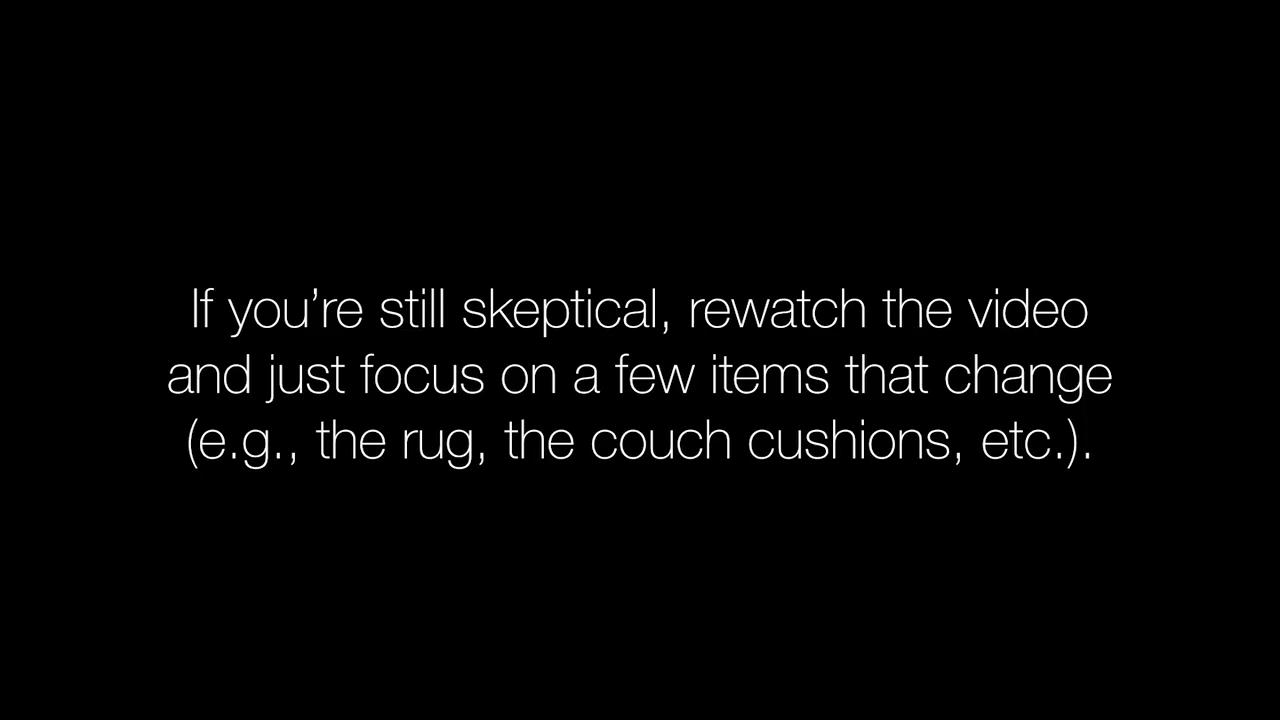 If you’re still skeptical, rewatch the video
and just focus on a few items that change
(e.g., the rug, the couch cushions, etc.).